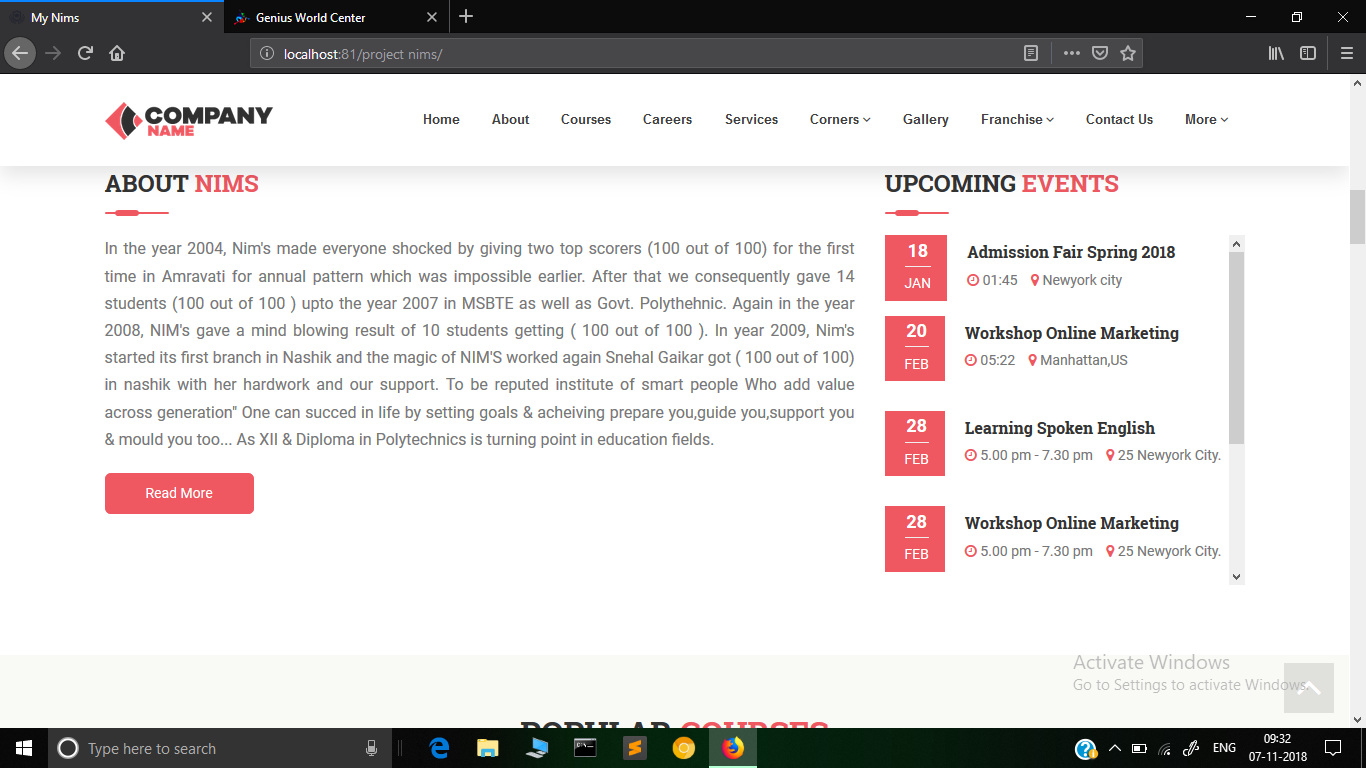 My Nims
Genius World Center
localhost:81/project nims/
COMPANY
NAME
Home About Courses Careers Services Corners Gallery Franchise Contact Us More
ABOUT NIMS
In the year 2004, Nim's made everyone shocked by giving two top scorers (100 out of 100) for the first
time in Amravati for annual pattern which was impossible earlier. After that we consequently gave 14
students (100 out of 100 ) upto the year 2007 in MSBTE as well as Govt. Polythehnic. Again in the year
2008, NIM's gave a mind blowing result of 10 students getting ( 100 out of 100 ). In year 2009, Nim's
started its first branch in Nashik and the magic of NIM'S worked again Snehal Gaikar got ( 100 out of 100)
in nashik with her hardwork and our support. To be reputed institute of smart people Who add value
across generation" One can succed in life by setting goals & acheiving prepare you,guide you,support you
& mould you too... As XII & Diploma in Polytechnics is turning point in education fields.
Read More
UPCOMING EVENTS
18
JAN
Admission Fair Spring 2018
01:45 Newyork city
20
FEB
Workshop Online Marketing
05:22 Manhattan,US
28
FEB
Learning Spoken English
5.00 pm - 7.30 pm 25 Newyork City.
28
FEB
Workshop Online Marketing
5.00 pm - 7.30 pm 25 Newyork City.
Activate Windows
Go to Settings to activate Windows.
POPULAR COURSES
Type here to search
ENG
09:32
07-11-2018